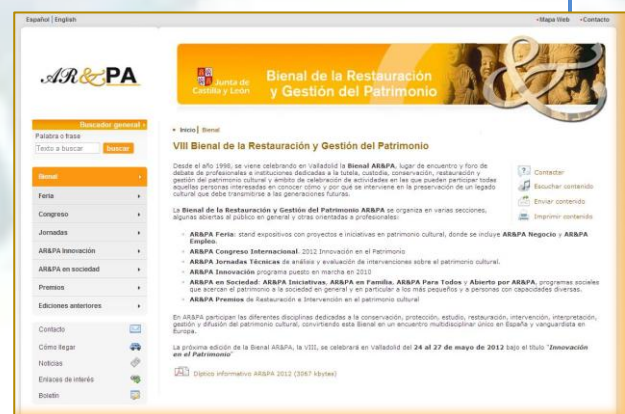 Español | English
Mapa Web
Contacto
AR&PA
Junta de
Castilla y León
Bienal de la Restauración
y Gestión del Patrimonio
Buscador general
Palabra o frase
Texto a buscar
buscar
Bienal
Feria
Congreso
Jornadas
AR&PA Innovación
AR&PA en sociedad
Premios
Ediciones anteriores
Contacto
Cómo llegar
Noticias
Enlaces de interés
Boletín
Inicio | Bienal
VIII Bienal de la Restauración y Gestión del Patrimonio
Desde el año 1998, se viene celebrando en Valladolid la Bienal AR&PA, lugar de encuentro y foro de
debate de profesionales e instituciones dedicadas a la tutela, custodia, conservación, restauración y
gestión del patrimonio cultural y ámbito de celebración de actividades en las que pueden participar todas
aquellas personas interesadas en conocer cómo y por qué se interviene en la preservación de un legado
cultural que debe transmitirse a las generaciones futuras.
La Bienal de la Restauración y Gestión del Patrimonio AR&PA se organiza en varias secciones,
algunas abiertas al público en general y otras orientadas a profesionales:
AR&PA Feria: stand expositivos con proyectos e iniciativas en patrimonio cultural, donde se incluye AR&PA Negocio y AR&PA
Empleo.
AR&PA Congreso Internacional. 2012 Innovación en el Patrimonio
AR&PA Jornadas Técnicas de análisis y evaluación de intervenciones sobre el patrimonio cultural.
AR&PA Innovación programa puesto en marcha en 2010
AR&PA en Sociedad: AR&PA Iniciativas, AR&PA en Familia, AR&PA Para Todos y Abierto por AR&PA, programas sociales
que acercan el patrimonio a la sociedad en general y en particular a los más pequeños y a personas con capacidades diversas.
AR&PA Premios de Restauración e Intervención en el patrimonio cultural
En AR&PA participan las diferentes disciplinas dedicadas a la conservación, protección, estudio, restauración, intervención, interpretación,
gestión y difusión del patrimonio cultural, convirtiendo esta Bienal en un encuentro multidisciplinar único en España y vanguardista en
Europa.
La próxima edición de la Bienal AR&PA, la VIII, se celebrará en Valladolid del 24 al 27 de mayo de 2012 bajo el título "Innovación
en el Patrimonio"
Díptico informativo AR&PA 2012 (3067 kbytes)
Contactar
Escuchar contenido
Enviar contenido
Imprimir contenido